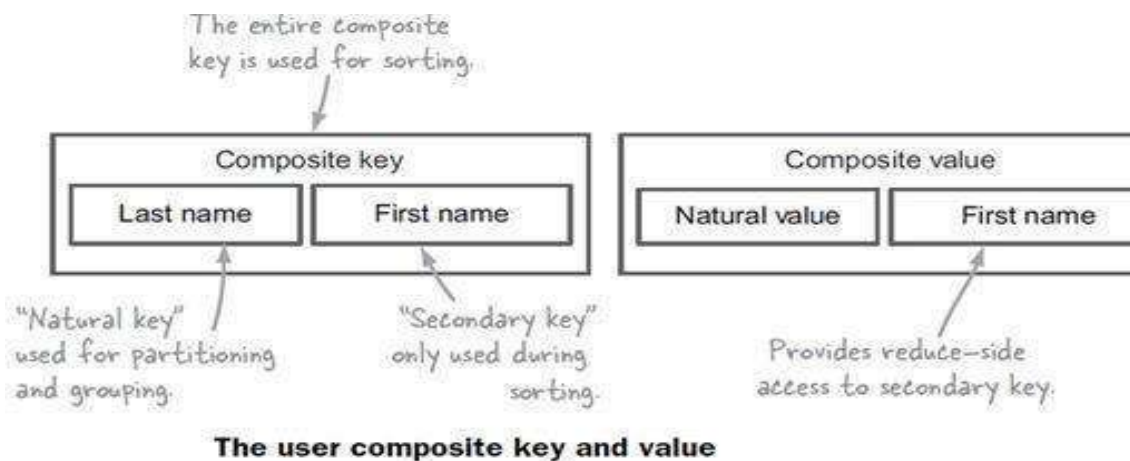 The entire composite
key is used for sorting.
Composite key
Composite value
Last name
First name
Natural value
First name
"Natural key"
used for partitioning
and grouping.
"Secondary key"
only used during
sorting.
Provides reduce-side
access to secondary key.
The user composite key and value